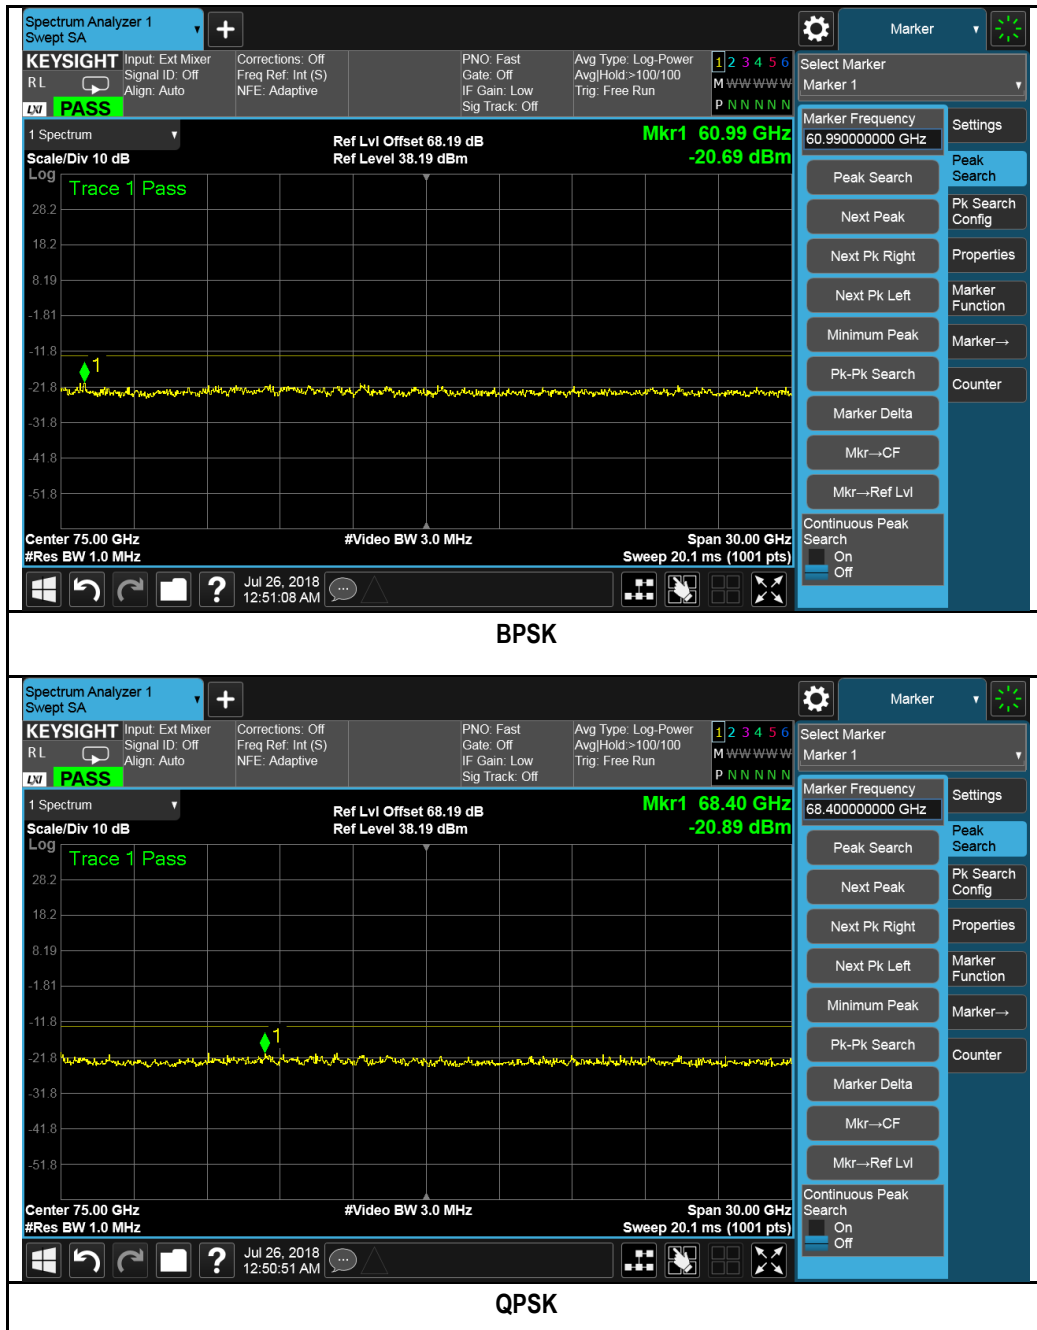 Spectrum Analyzer 1
Swept SA
+
Marker
KEYSIGHT
RL
LXI
PASS
Input: Ext Mixer
Signal ID: Off
Align: Auto
Corrections: Off
Freq Ref: Int (S)
NFE: Adaptive
PNO: Fast
Gate: Off
IF Gain: Low
Sig Track: Off
Avg Type: Log-Power
Avg|Hold:>100/100
Trig: Free Run
1 2 3 4 5 6
M W W W W W
P N N N N N
Select Marker
Marker 1
1 Spectrum
Scale/Div 10 dB
Log
Ref Lvl Offset 68.19 dB
Ref Level 38.19 dBm
Mkr1 60.99 GHz
-20.69 dBm
Trace 1 Pass
28.2
18.2
8.19
-1.81
-11.8
-21.8
-31.8
-41.8
-51.8
1
Center 75.00 GHz
#Res BW 1.0 MHz
#Video BW 3.0 MHz
Span 30.00 GHz
Sweep 20.1 ms (1001 pts)
Marker Frequency
60.990000000 GHz
Peak Search
Next Peak
Next Pk Right
Next Pk Left
Minimum Peak
Pk-Pk Search
Marker Delta
Mkr→CF
Mkr→Ref Lvl
Continuous Peak
Search
On
Off
Settings
Peak
Search
Pk Search
Config
Properties
Marker
Function
Marker→
Counter
?
Jul 26, 2018
12:51:08 AM
BPSK
Spectrum Analyzer 1
Swept SA
+
Marker
KEYSIGHT
RL
LXI
PASS
Input: Ext Mixer
Signal ID: Off
Align: Auto
Corrections: Off
Freq Ref: Int (S)
NFE: Adaptive
PNO: Fast
Gate: Off
IF Gain: Low
Sig Track: Off
Avg Type: Log-Power
Avg|Hold:>100/100
Trig: Free Run
1 2 3 4 5 6
M W W W W W
P N N N N N
Select Marker
Marker 1
1 Spectrum
Scale/Div 10 dB
Log
Ref Lvl Offset 68.19 dB
Ref Level 38.19 dBm
Mkr1 68.40 GHz
-20.89 dBm
Trace 1 Pass
28.2
18.2
8.19
-1.81
-11.8
-21.8
-31.8
-41.8
-51.8
1
Center 75.00 GHz
#Res BW 1.0 MHz
#Video BW 3.0 MHz
Span 30.00 GHz
Sweep 20.1 ms (1001 pts)
Marker Frequency
68.400000000 GHz
Peak Search
Next Peak
Next Pk Right
Next Pk Left
Minimum Peak
Pk-Pk Search
Marker Delta
Mkr→CF
Mkr→Ref Lvl
Continuous Peak
Search
On
Off
Settings
Peak
Search
Pk Search
Config
Properties
Marker
Function
Marker→
Counter
?
Jul 26, 2018
12:50:51 AM
QPSK